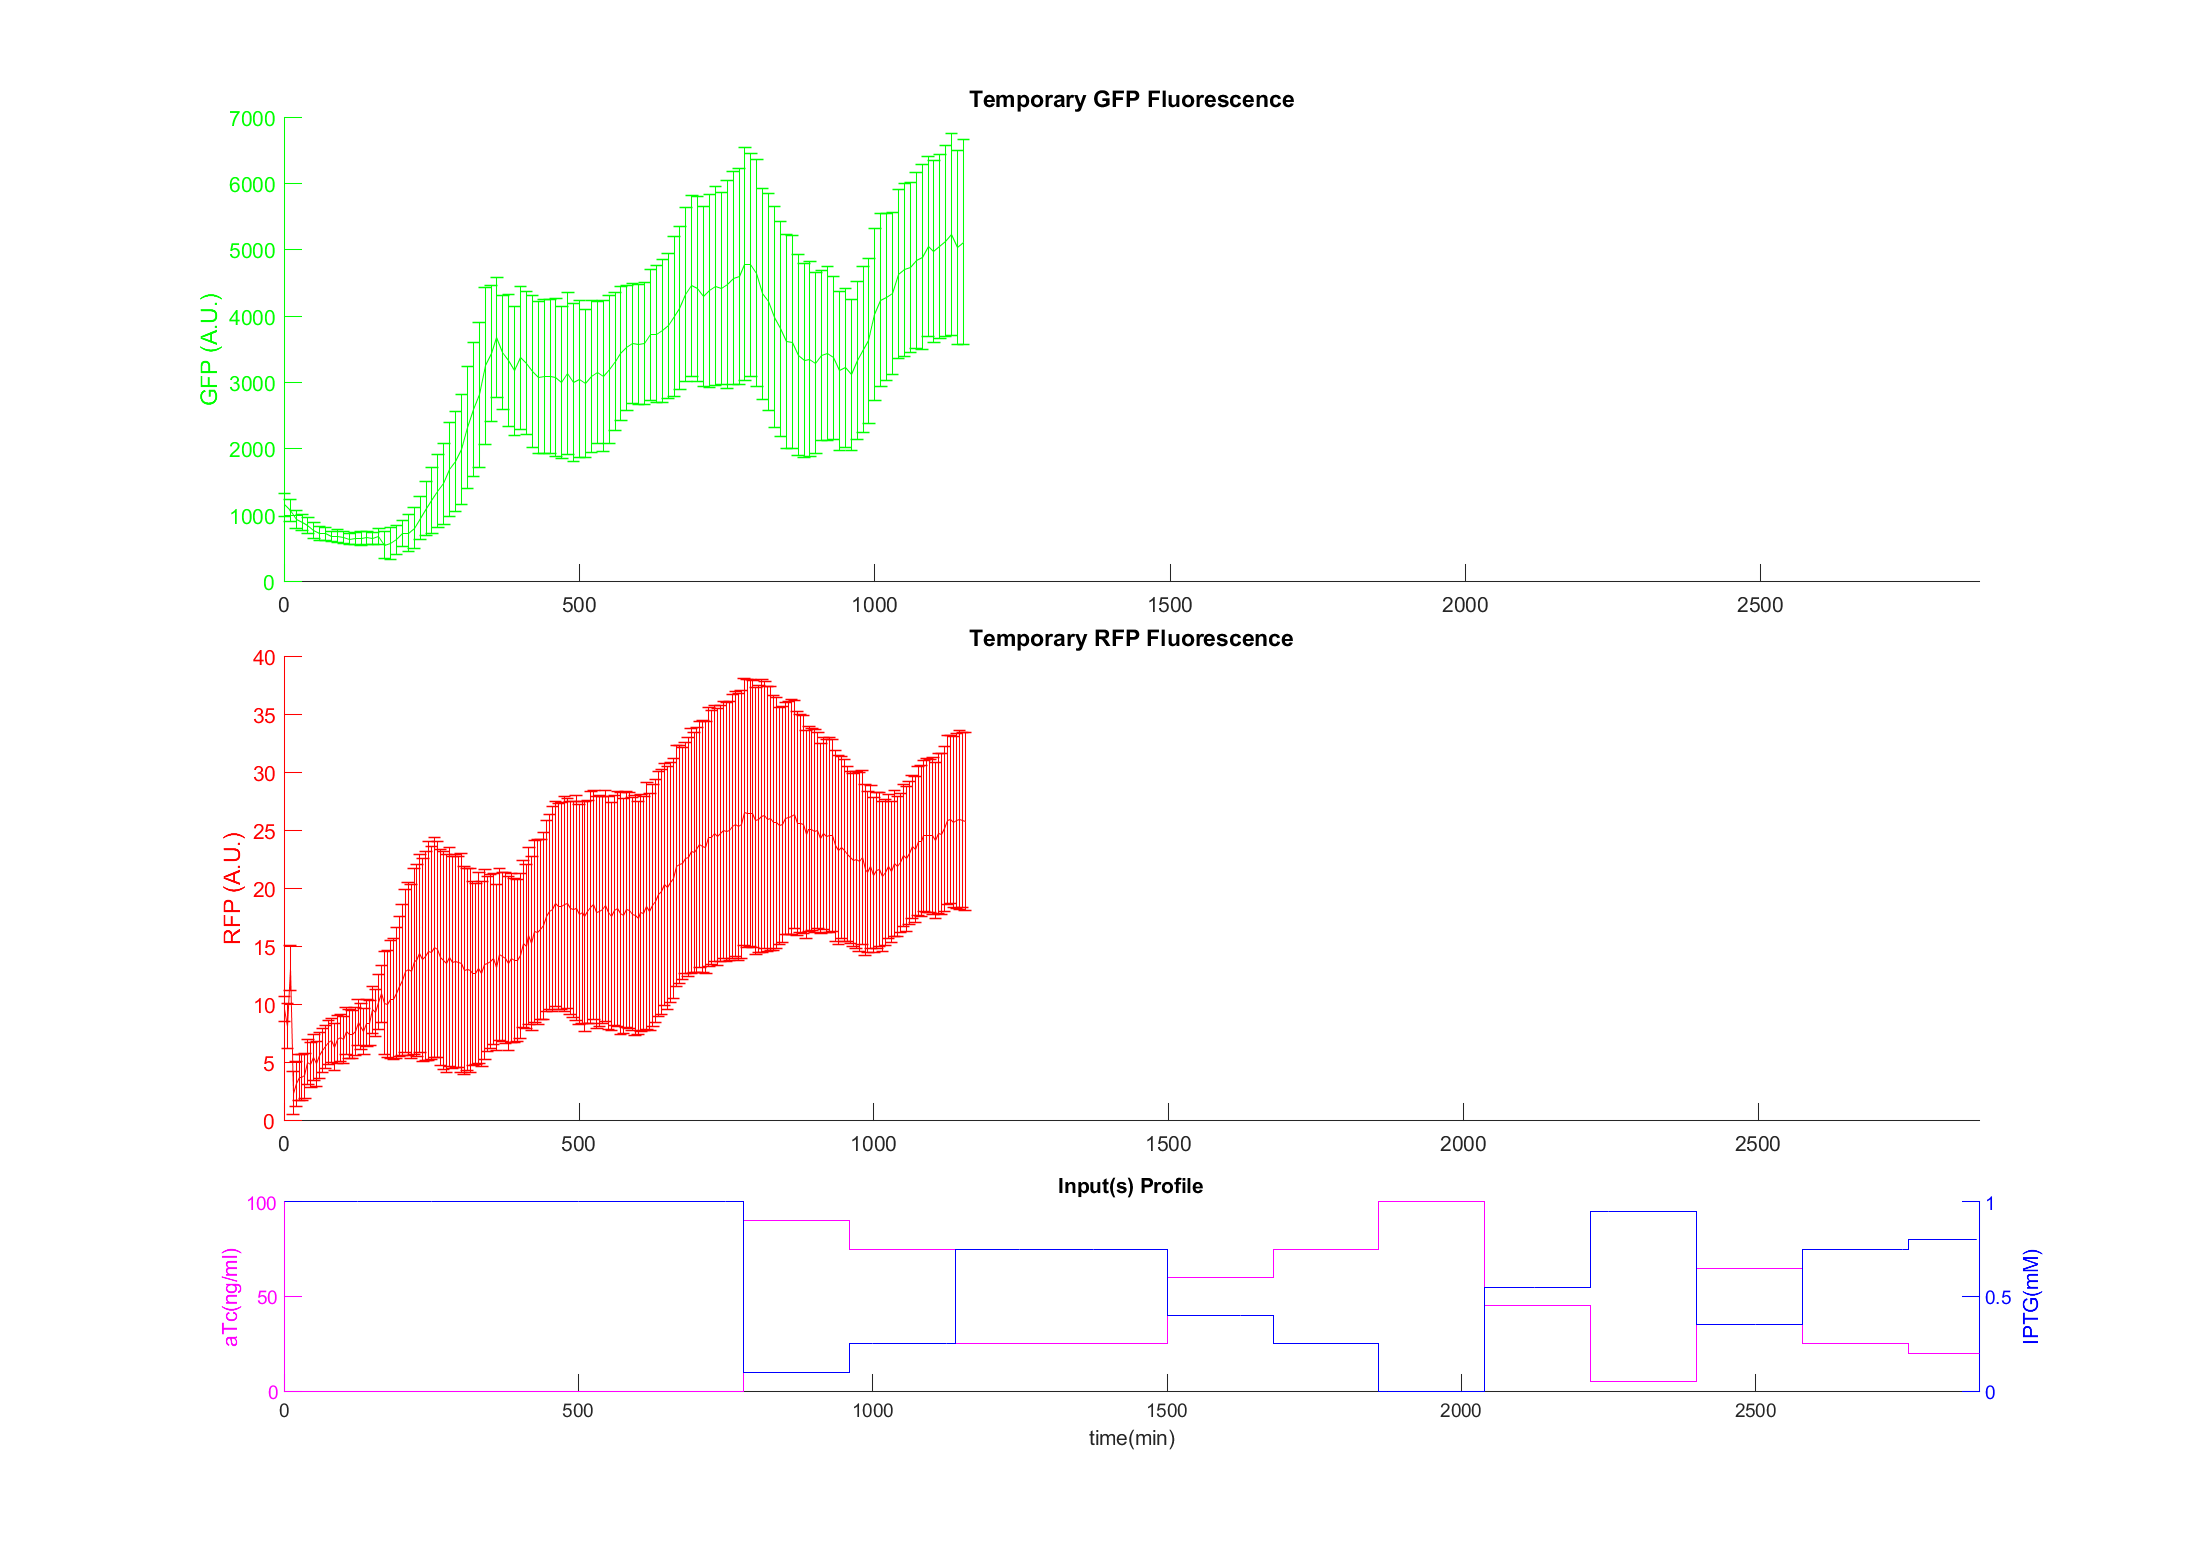 Temporary GFP Fluorescence
GFP (A.U.)
7000
6000
5000
4000
3000
2000
1000
0
0 500 1000 1500 2000 2500
Temporary RFP Fluorescence
RFP (A.U.)
40
35
30
25
20
15
10
5
0
0 500 1000 1500 2000 2500
Input(s) Profile
aTc(ng/ml)
100
50
0
IPTG(mM)
1
0.5
0
0 500 1000 1500 2000 2500
time(min)